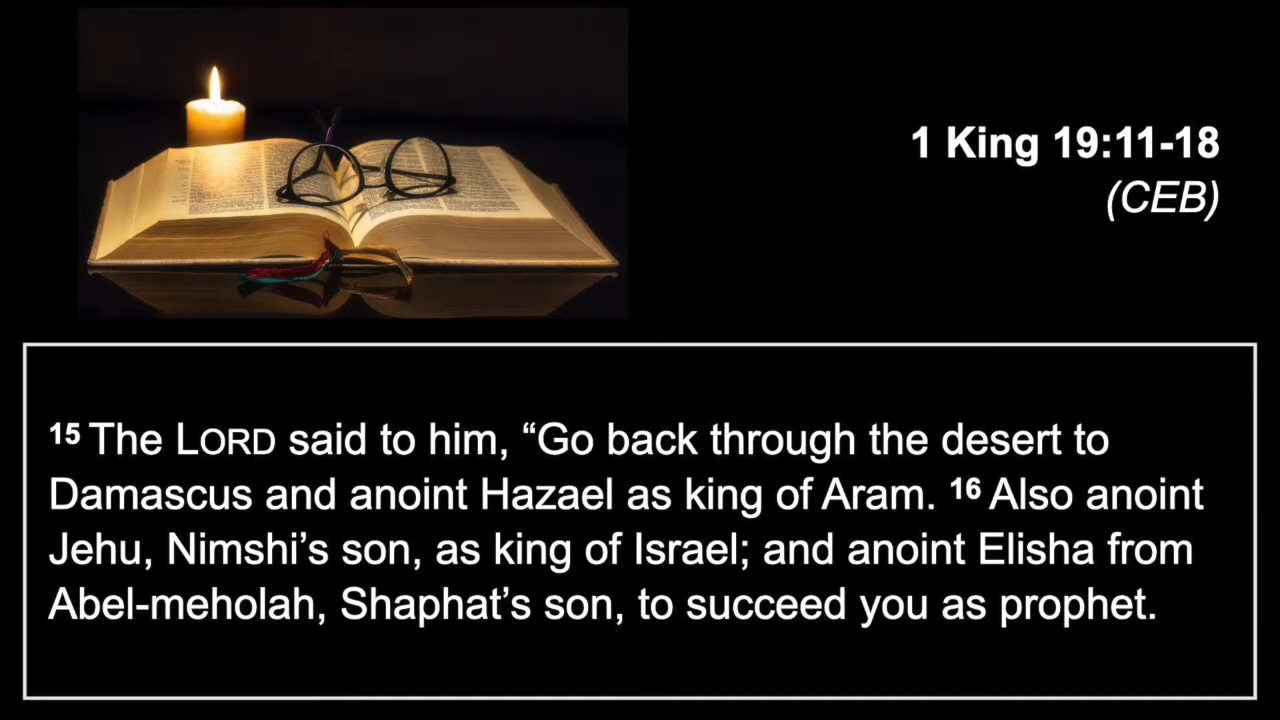 1 King 19:11-18
(CEB)
15 The LORD said to him, “Go back through the desert to
Damascus and anoint Hazael as king of Aram. 16 Also anoint
Jehu, Nimshi’s son, as king of Israel; and anoint Elisha from
Abel-meholah, Shaphat’s son, to succeed you as prophet.